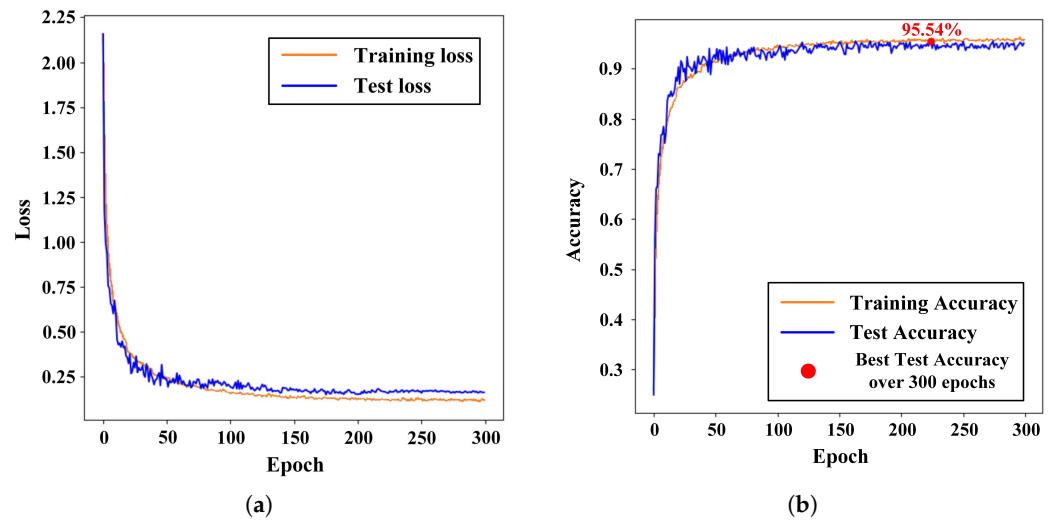 2.25
2.00
1.75
1.50
1.25
1.00
0.75
0.50
0.25
Loss
Training loss
Test loss
0 50 100 150 200 250 300
Epoch
(a)
0.9
0.8
0.7
0.6
0.5
0.4
0.3
Accuracy
95.54%
Training Accuracy
Test Accuracy
Best Test Accuracy
over 300 epochs
0 50 100 150 200 250 300
Epoch
(b)